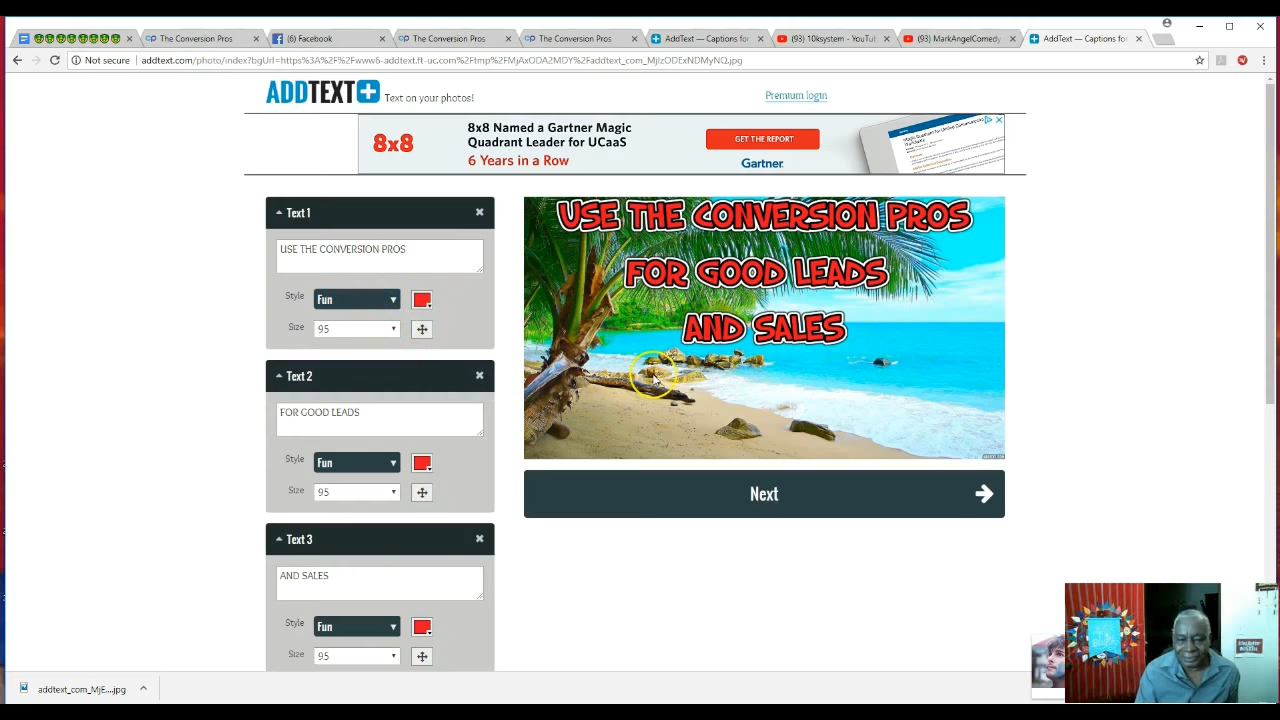 The Conversion Pros
(6) Facebook
The Conversion Pros
The Conversion Pros
AddText — Captions for
(93) 10ksystem - YouTub
(93) MarkAngelComedy
AddText — Captions for
Not secure
addtext.com/photo/index?bgUrl=https%3A%2F%2Fwww6-addtext.ft-uc.com%2Ftmp%2FMjAxODA2MDY%2Faddtext_com_MjIzODExNDMyNQ.jpg
ADDTEXT
Text on your photos!
Premium login
8x8
8x8 Named a Gartner Magic
Quadrant Leader for UCaaS
6 Years in a Row
GET THE REPORT
Gartner
Text 1
USE THE CONVERSION PROS
Style
Fun
Size
95
Text 2
FOR GOOD LEADS
Style
Fun
Size
95
Text 3
AND SALES
Style
Fun
Size
95
USE THE CONVERSION PROS
FOR GOOD LEADS
AND SALES
ADDTEXT.COM
Next
addtext_com_MjE....jpg